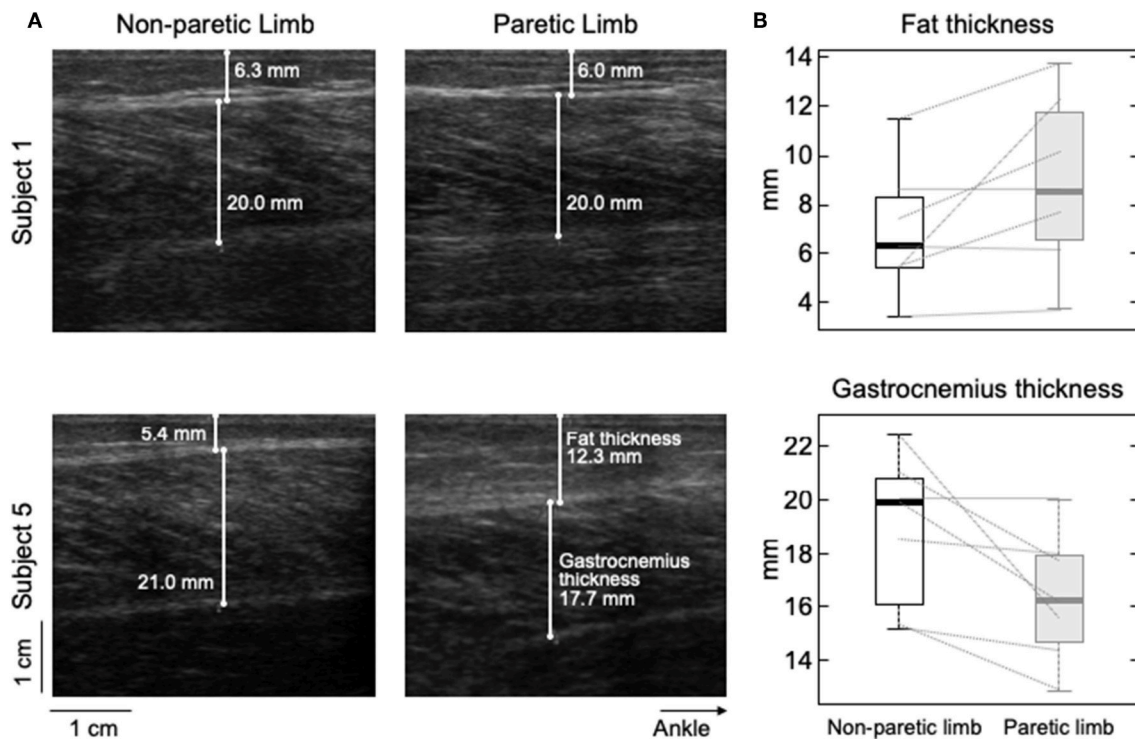 A
Non-paretic Limb
Paretic Limb
Subject 1
6.3 mm
20.0 mm
6.0 mm
20.0 mm
Subject 5
5.4 mm
21.0 mm
Fat thickness
12.3 mm
Gastrocnemius
thickness
17.7 mm
1 cm
1 cm
Ankle
B
Fat thickness
mm
14
12
10
8
6
4
Gastrocnemius thickness
mm
22
20
18
16
14
Non-paretic limb
Paretic limb